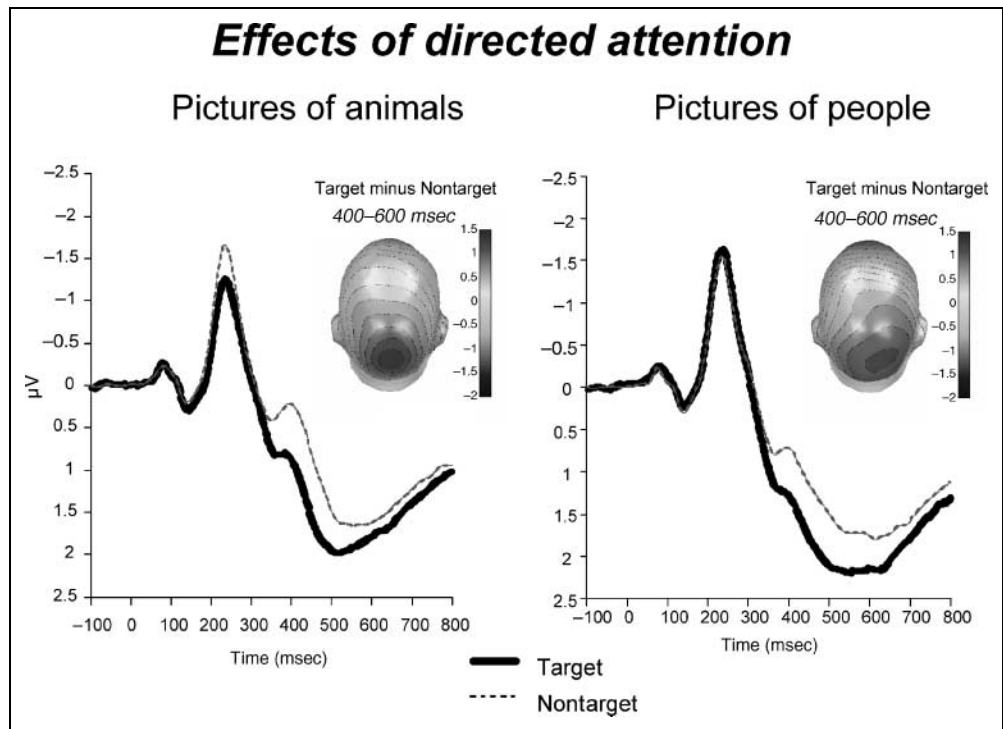 Effects of directed attention
Pictures of animals
Pictures of people
–2.5
–2
–1.5
–1
–0.5
0
0.5
1
1.5
2
2.5
µV
–100 0 100 200 300 400 500 600 700 800
Time (msec)
Target minus Nontarget
400–600 msec
1.5
1
0.5
0
–0.5
–1
–1.5
–2
–2.5
–2
–1.5
–1
–0.5
0
0.5
1
1.5
2
2.5
–100 0 100 200 300 400 500 600 700 800
Time (msec)
Target minus Nontarget
400–600 msec
1.5
1
0.5
0
–0.5
–1
–1.5
–2
Target
Nontarget